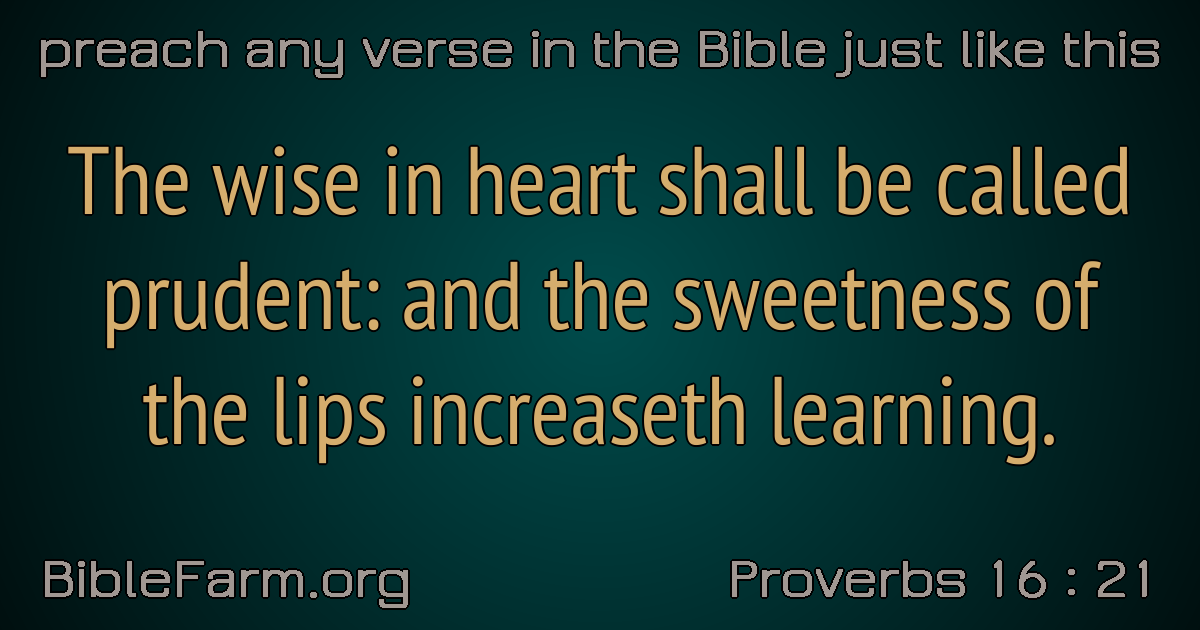 preach any verse in the Bible just like this
The wise in heart shall be called
prudent: and the sweetness of
the lips increaseth learning.
BibleFarm.org
Proverbs 16 : 21